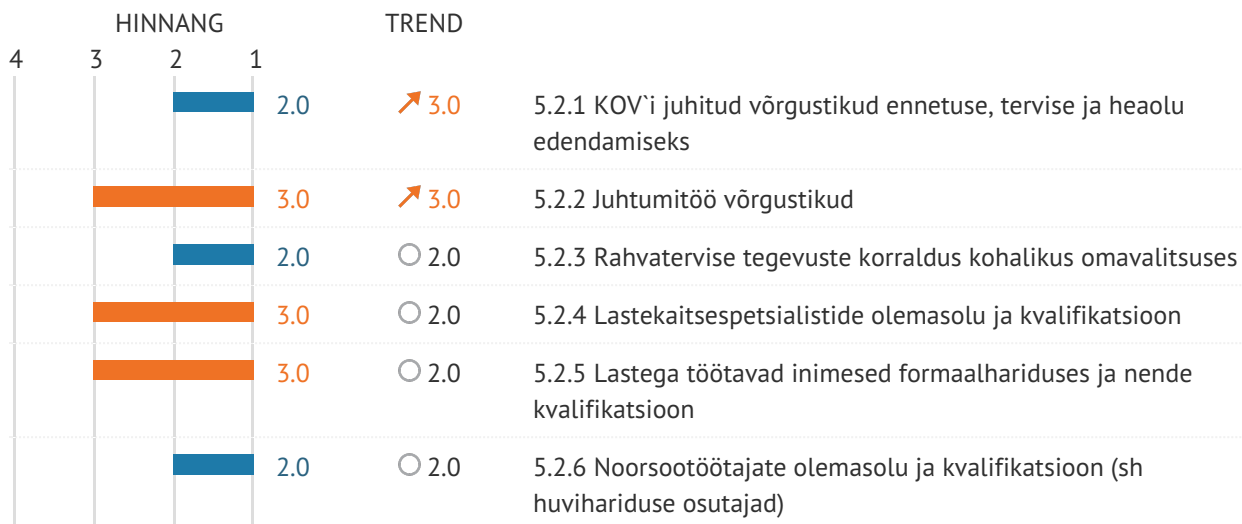 HINNANG TREND
4 3 2 1
2.0 3.0 5.2.1 KOV`i juhitud võrgustikud ennetuse, tervise ja heaolu
edendamiseks
3.0 3.0 5.2.2 Juhtumitöö võrgustikud
2.0 2.0 5.2.3 Rahvatervise tegevuste korraldus kohalikus omavalitsuses
3.0 2.0 5.2.4 Lastekaitsespetsialistide olemasolu ja kvalifikatsioon
3.0 2.0 5.2.5 Lastega töötavad inimesed formaalhariduses ja nende
kvalifikatsioon
2.0 2.0 5.2.6 Noorsootöötajate olemasolu ja kvalifikatsioon (sh
huvihariduse osutajad)